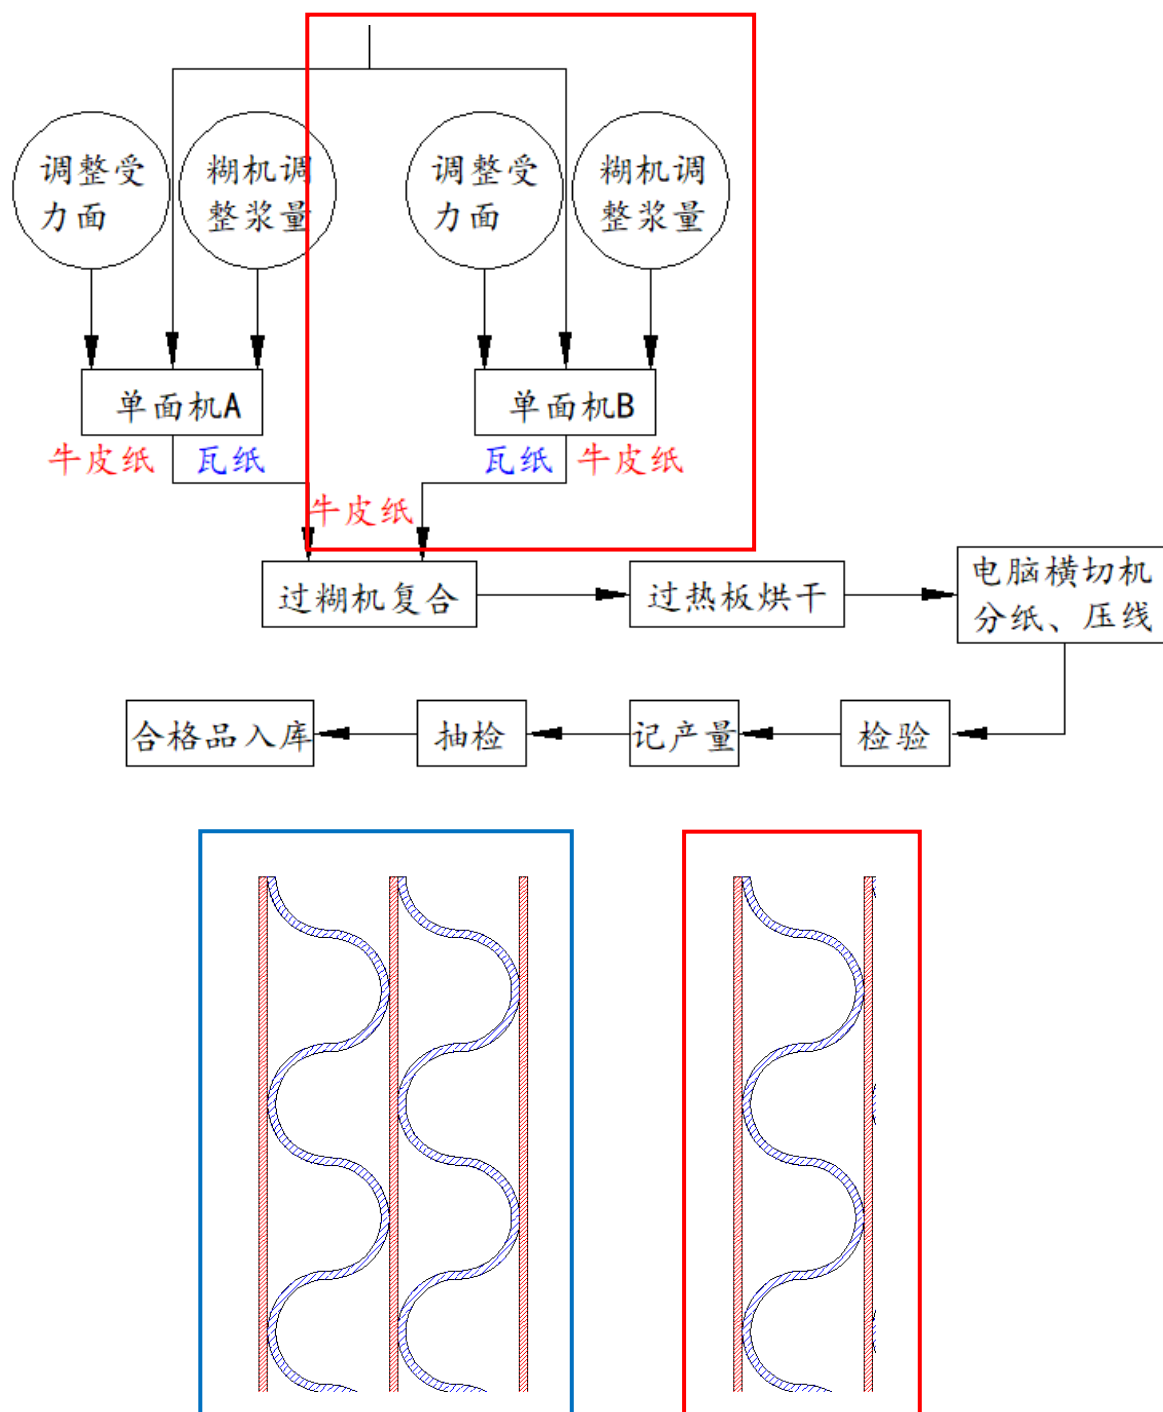 调整受
力面
糊机调
整浆量
调整受
力面
糊机调
整浆量
单面机A
单面机B
牛皮纸
瓦纸
瓦纸
牛皮纸
牛皮纸
过糊机复合
过热板烘干
电脑横切机
分纸、压线
合格品入库
抽检
记产量
检验